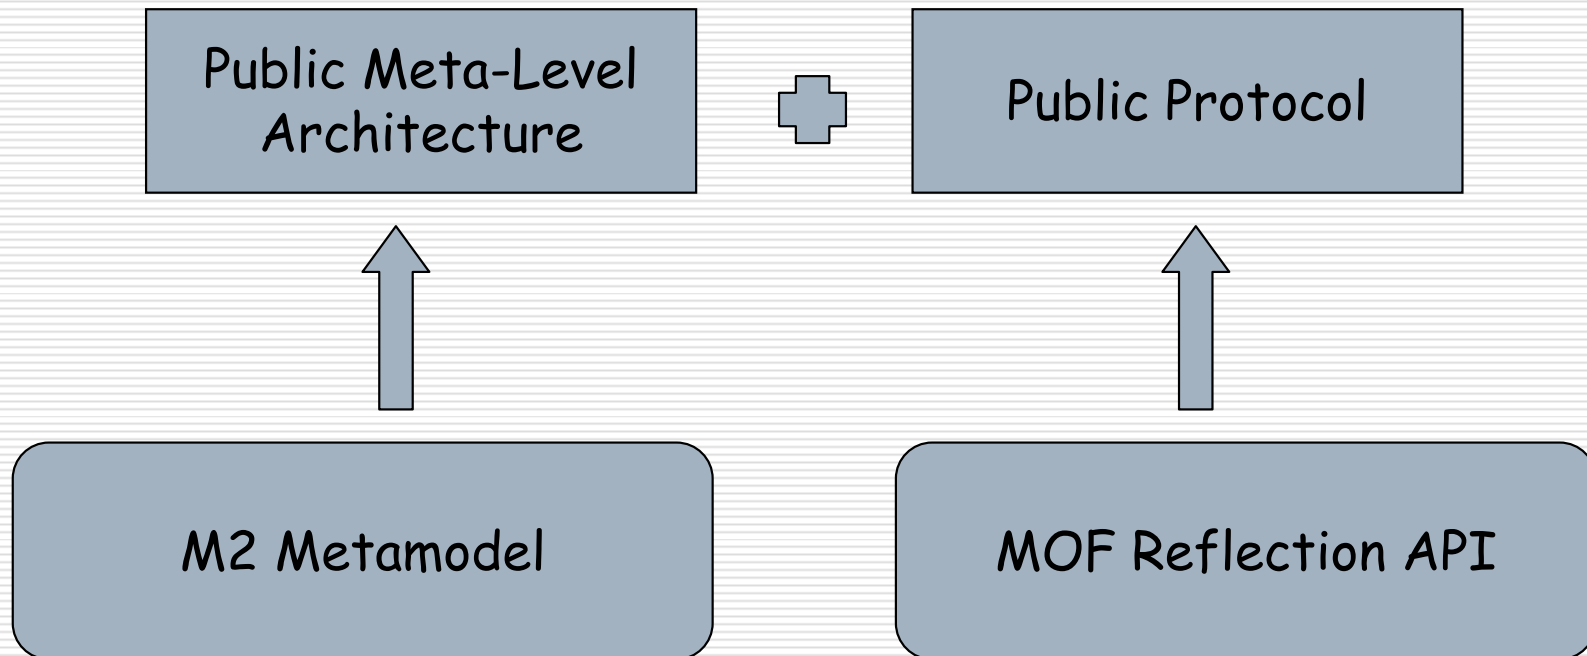 Public Meta-Level
Architecture
Public Protocol
M2 Metamodel
MOF Reflection API